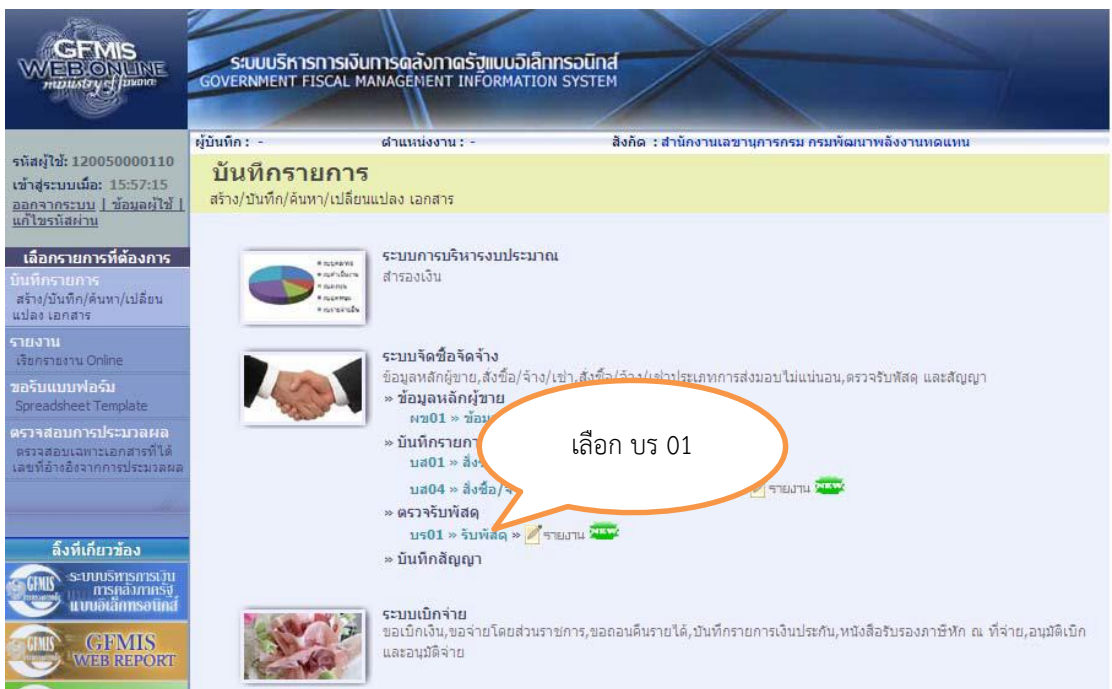 GFMIS
WEB ONLINE
ministry of finance
ระบบบริหารการเงินการคลังภาครัฐแบบอิเล็กทรอนิกส์
GOVERNMENT FISCAL MANAGEMENT INFORMATION SYSTEM
ผู้บันทึก : - ตำแหน่งงาน : - สังกัด : สำนักงานเลขานุการกรม กรมพัฒนาพลังงานทดแทน
รหัสผู้ใช้: 120050000110
เข้าสู่ระบบเมื่อ: 15:57:15
ออกจากระบบ | ข้อมูลผู้ใช้ |
แก้ไขรหัสผ่าน
บันทึกรายการ
สร้าง/บันทึก/ค้นหา/เปลี่ยนแปลง เอกสาร
เลือกรายการที่ต้องการ
บันทึกรายการ
สร้าง/บันทึก/ค้นหา/เปลี่ยน
แปลง เอกสาร
รายงาน
เรียกรายงาน Online
ขอรับแบบฟอร์ม
Spreadsheet Template
ตรวจสอบการประมวลผล
ตรวจสอบเฉพาะเอกสารที่ได้
เลขที่อ้างอิงจากการประมวลผล
ลิ้งที่เกี่ยวข้อง
GFMIS ระบบบริหารการเงิน
การคลังภาครัฐ
แบบอิเล็กทรอนิกส์
GFMIS GFMIS
WEB REPORT
ระบบการบริหารงบประมาณ
สำรองเงิน
ระบบจัดซื้อจัดจ้าง
ข้อมูลหลักผู้ขาย,สั่งซื้อ/จ้าง/เช่า,สั่งซื้อ/จ้าง/เช่าประเภทการส่งมอบไม่แน่นอน,ตรวจรับพัสดุ และสัญญา
» ข้อมูลหลักผู้ขาย
ผข01 » ข้อมู
» บันทึกรายกา
เลือก บร 01
บส01 » สั่งซ
บส04 » สั่งซื้อ/จ รายงาน NEW
» ตรวจรับพัสดุ
บร01 » รับพัสดุ » รายงาน NEW
» บันทึกสัญญา
ระบบเบิกจ่าย
ขอเบิกเงิน,ขอจ่ายโดยส่วนราชการ,ขอถอนคืนรายได้,บันทึกรายการเงินประกัน,หนังสือรับรองภาษีหัก ณ ที่จ่าย,อนุมัติเบิก
และอนุมัติจ่าย